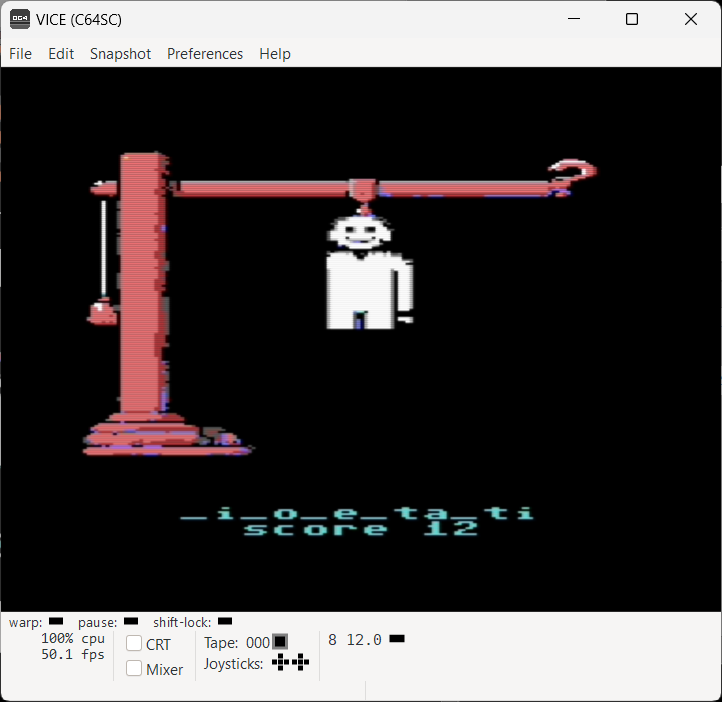 VICE (C64SC)
File Edit Snapshot Preferences Help
_i_o_e_ta_ti
score 12
warp: pause: shift-lock:
100% cpu
50.1 fps
CRT
Mixer
Tape: 000
Joysticks:
8 12.0